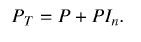 P_T = P + PI_n.